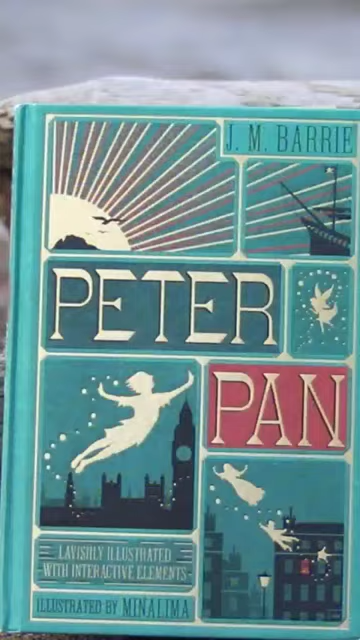 J. M. BARRIE
PETER
PAN
LAVISHLY ILLUSTRATED
WITH INTERACTIVE ELEMENTS
ILLUSTRATED BY MINALIMA